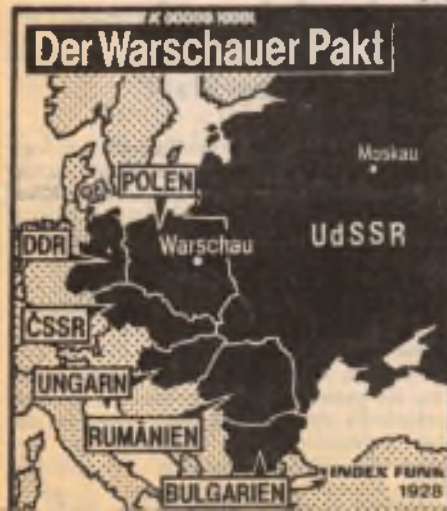 Der Warschauer Pakt
Moskau
POLEN
DDR
Warschau
UdSSR
ČSSR
UNGARN
RUMÄNIEN
BULGARIEN
INDEX FUNK
1928